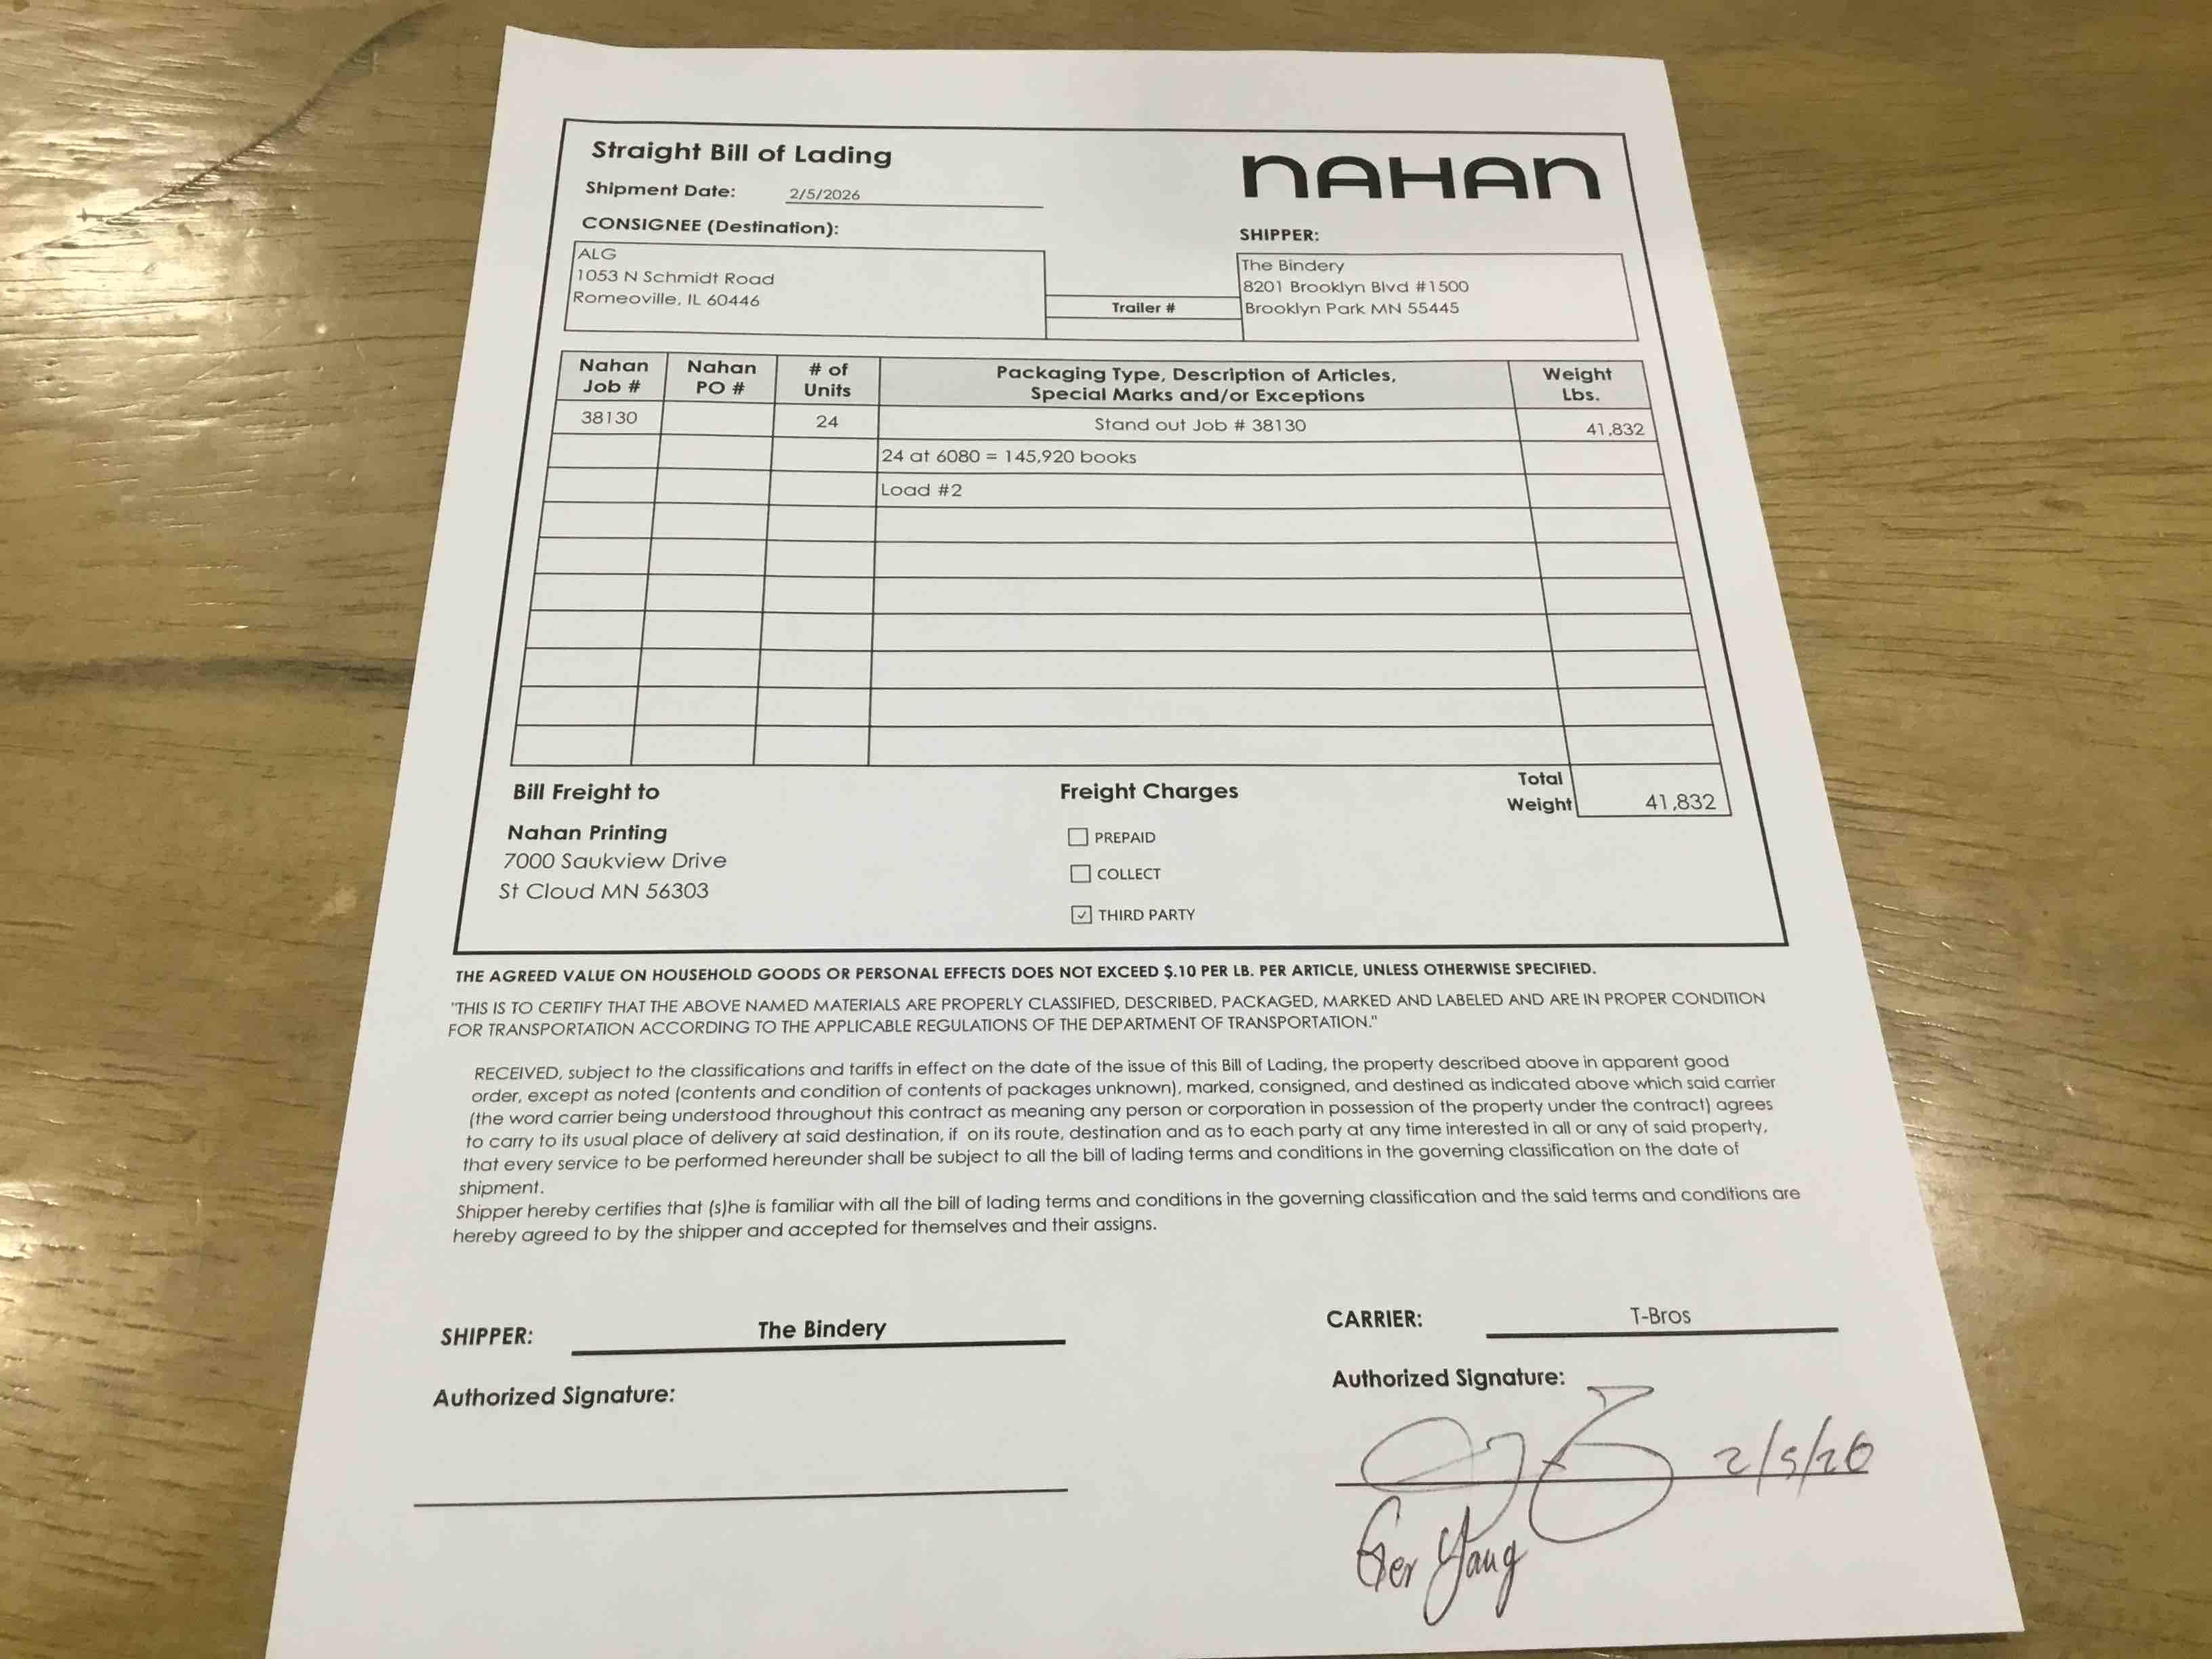 Straight Bill of Lading
NAHAN
Shipment Date: 2/5/2026
CONSIGNEE (Destination):
SHIPPER:
ALG
1053 N Schmidt Road
Romeoville, IL 60446
Trailer #
The Bindery
8201 Brooklyn Blvd #1500
Brooklyn Park MN 55445
Nahan Job # Nahan PO # # of Units Packaging Type, Description of Articles, Special Marks and/or Exceptions Weight Lbs.
38130 24 Stand out Job # 38130 41,832
24 at 6080 = 145,920 books
Load #2
Total Weight 41,832
Bill Freight to
Nahan Printing
7000 Saukview Drive
St Cloud MN 56303
Freight Charges
PREPAID
COLLECT
☑ THIRD PARTY
THE AGREED VALUE ON HOUSEHOLD GOODS OR PERSONAL EFFECTS DOES NOT EXCEED $.10 PER LB. PER ARTICLE, UNLESS OTHERWISE SPECIFIED.
"THIS IS TO CERTIFY THAT THE ABOVE NAMED MATERIALS ARE PROPERLY CLASSIFIED, DESCRIBED, PACKAGED, MARKED AND LABELED AND ARE IN PROPER CONDITION
FOR TRANSPORTATION ACCORDING TO THE APPLICABLE REGULATIONS OF THE DEPARTMENT OF TRANSPORTATION."
RECEIVED, subject to the classifications and tariffs in effect on the date of the issue of this Bill of Lading, the property described above in apparent good
order, except as noted (contents and condition of contents of packages unknown), marked, consigned, and destined as indicated above which said carrier
(the word carrier being understood throughout this contract as meaning any person or corporation in possession of the property under the contract) agrees
to carry to its usual place of delivery at said destination, if on its route, destination and as to each party at any time interested in all or any of said property,
that every service to be performed hereunder shall be subject to all the bill of lading terms and conditions in the governing classification on the date of
shipment.
Shipper hereby certifies that (s)he is familiar with all the bill of lading terms and conditions in the governing classification and the said terms and conditions are
hereby agreed to by the shipper and accepted for themselves and their assigns.
SHIPPER: The Bindery
CARRIER: T-Bros
Authorized Signature:
Authorized Signature:
2/5/26
Ger Yang